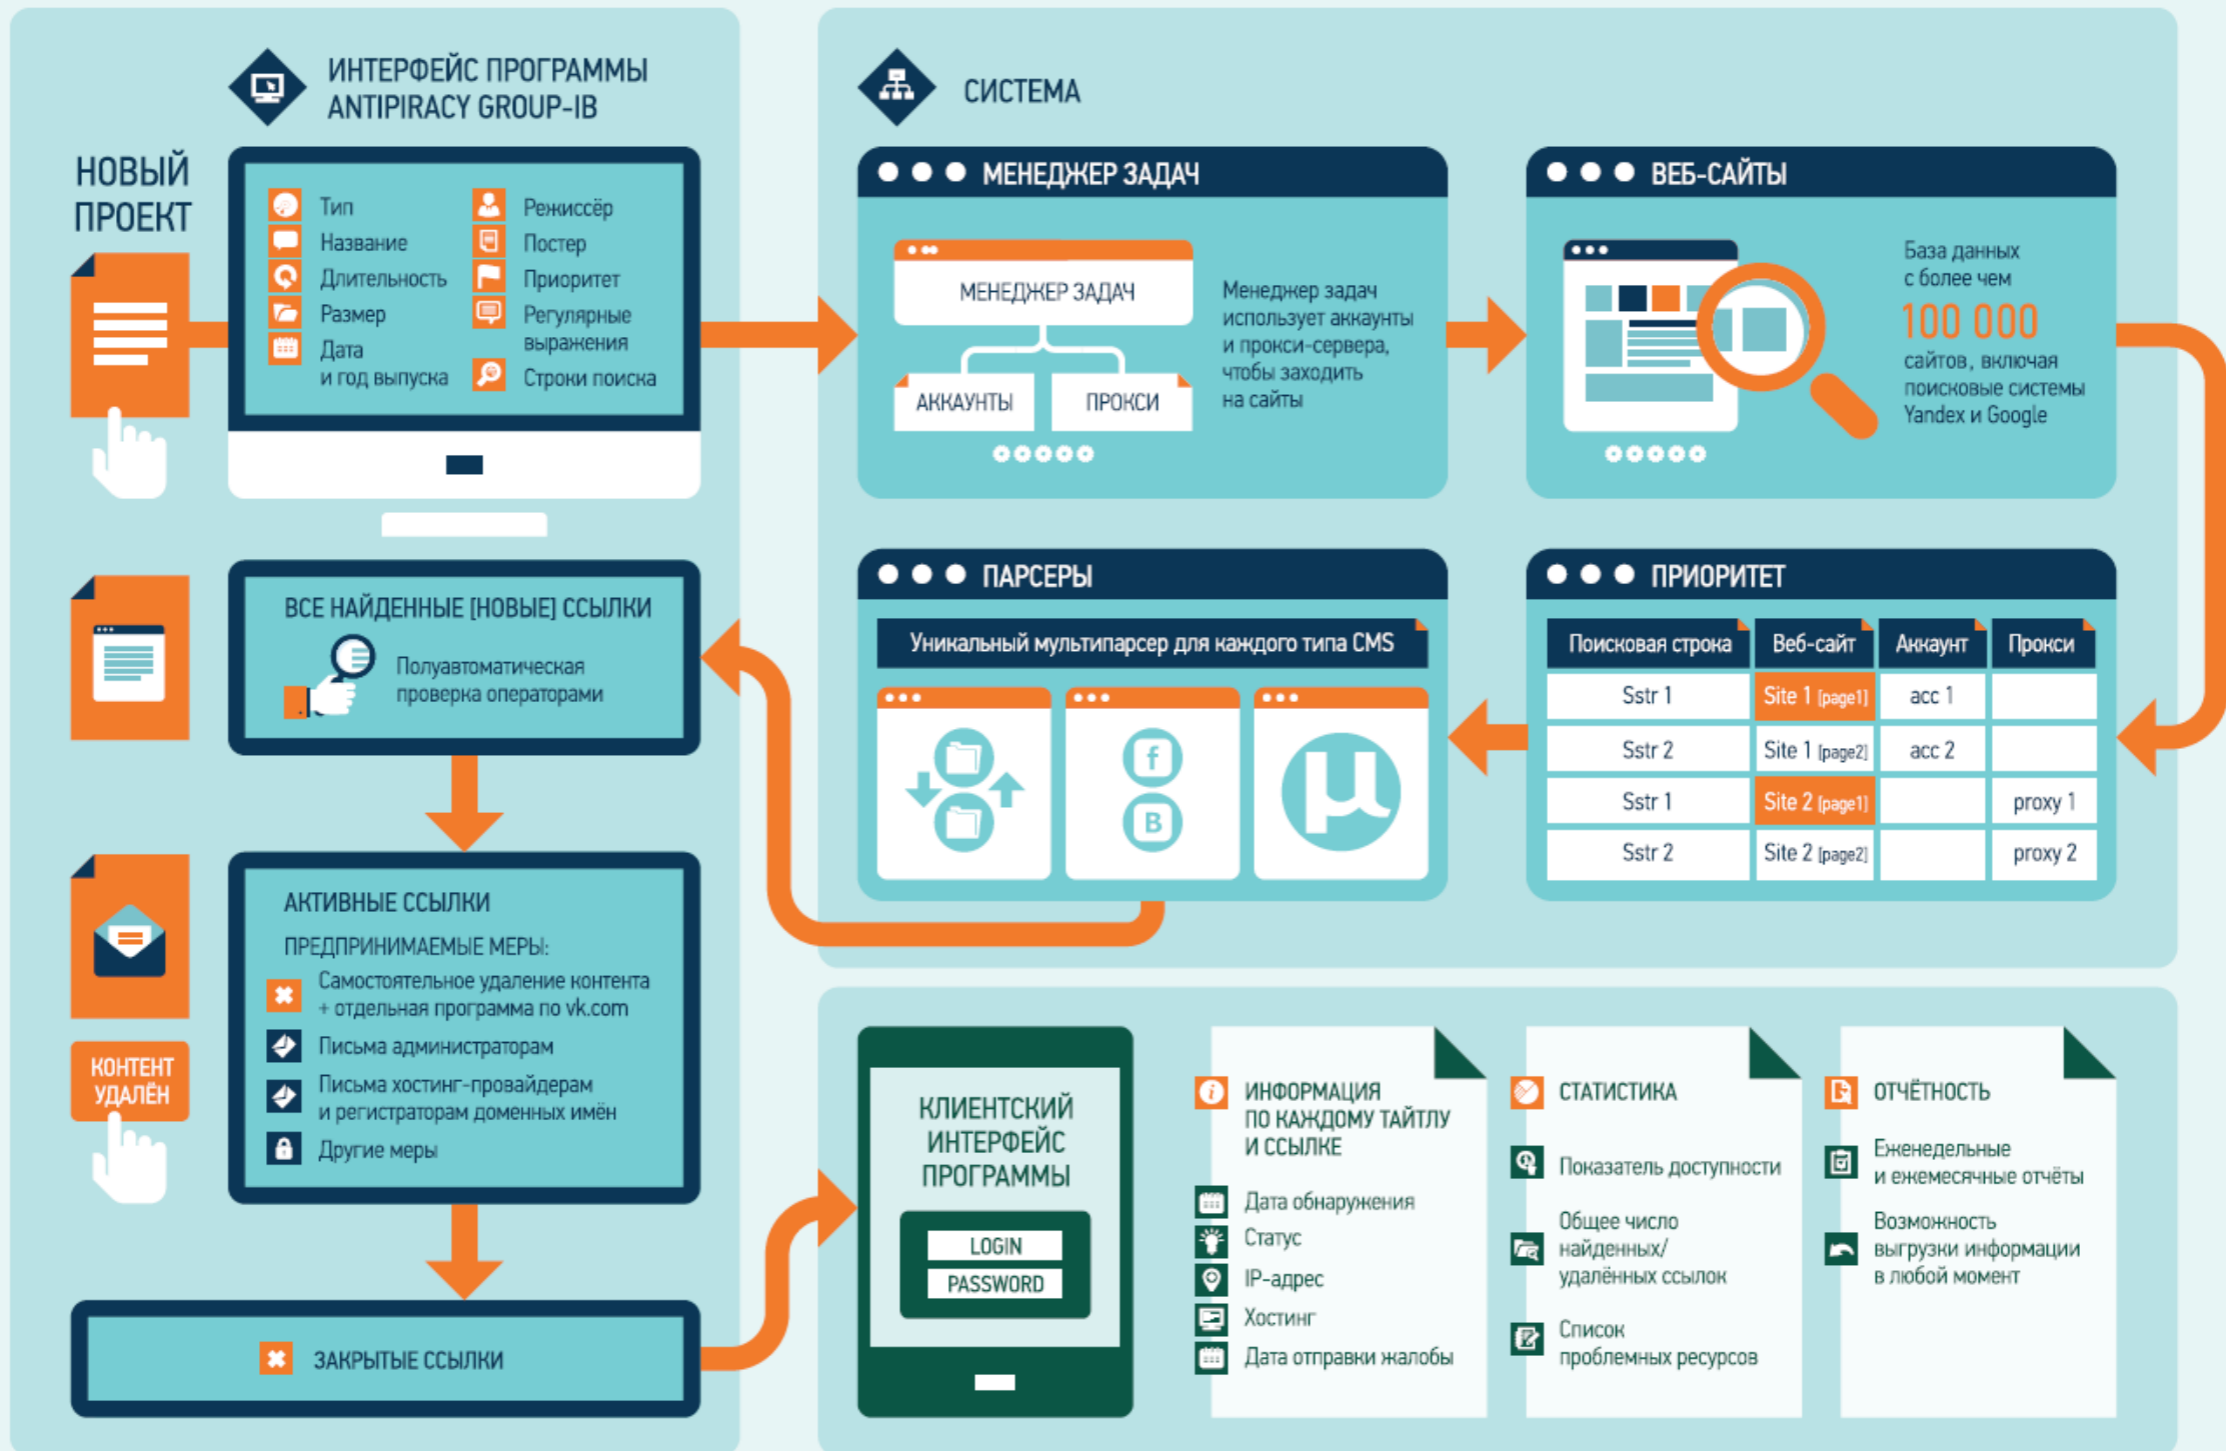 ИНТЕРФЕЙС ПРОГРАММЫ
ANTIPIRACY GROUP-IB
НОВЫЙ
ПРОЕКТ
Тип
Название
Длительность
Размер
Дата
и год выпуска
Режиссёр
Постер
Приоритет
Регулярные
выражения
Строки поиска
СИСТЕМА
МЕНЕДЖЕР ЗАДАЧ
МЕНЕДЖЕР ЗАДАЧ
АККАУНТЫ
ПРОКСИ
Менеджер задач
использует аккаунты
и прокси-сервера,
чтобы заходить
на сайты
ВЕБ-САЙТЫ
База данных
с более чем
100 000
сайтов, включая
поисковые системы
Yandex и Google
ПРИОРИТЕТ
Поисковая строка Веб-сайт Аккаунт Прокси
Sstr 1 Site 1 [page1] acc 1
Sstr 2 Site 1 [page2] acc 2
Sstr 1 Site 2 [page1] proxy 1
Sstr 2 Site 2 [page2] proxy 2
ПАРСЕРЫ
Уникальный мультипарсер для каждого типа CMS
f
B
µ
ВСЕ НАЙДЕННЫЕ [НОВЫЕ] ССЫЛКИ
Полуавтоматическая
проверка операторами
АКТИВНЫЕ ССЫЛКИ
ПРЕДПРИНИМАЕМЫЕ МЕРЫ:
Самостоятельное удаление контента
+ отдельная программа по vk.com
Письма администраторам
Письма хостинг-провайдерам
и регистраторам доменных имён
Другие меры
КОНТЕНТ
УДАЛЁН
ЗАКРЫТЫЕ ССЫЛКИ
КЛИЕНТСКИЙ
ИНТЕРФЕЙС
ПРОГРАММЫ
LOGIN
PASSWORD
ИНФОРМАЦИЯ
ПО КАЖДОМУ ТАЙТЛУ
И ССЫЛКЕ
Дата обнаружения
Статус
IP-адрес
Хостинг
Дата отправки жалобы
СТАТИСТИКА
Показатель доступности
Общее число
найденных/
удалённых ссылок
Список
проблемных ресурсов
ОТЧЁТНОСТЬ
Еженедельные
и ежемесячные отчёты
Возможность
выгрузки информации
в любой момент